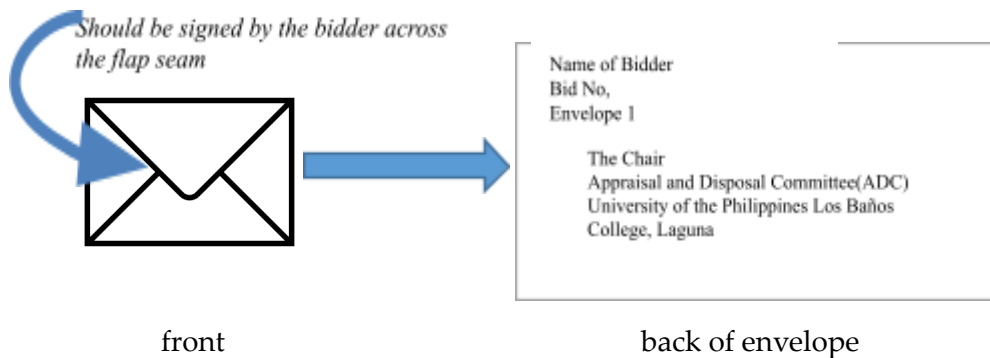 Should be signed by the bidder across
the flap seam
Name of Bidder
Bid No,
Envelope 1
The Chair
Appraisal and Disposal Committee(ADC)
University of the Philippines Los Baños
College, Laguna
front
back of envelope